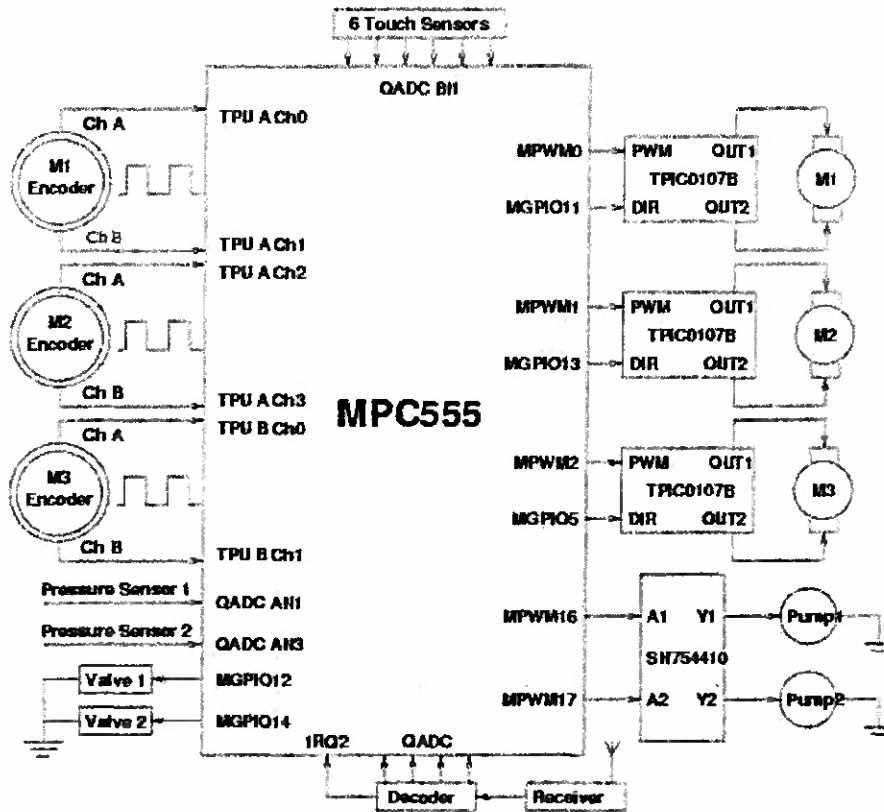 6 Touch Sensors
QADC BN1
Ch A
TPU A Ch0
M1
Encoder
Ch B
TPU A Ch1
Ch A
TPU A Ch2
M2
Encoder
Ch B
TPU A Ch3
Ch A
TPU B Ch0
M3
Encoder
Ch B
TPU B Ch1
Pressure Sensor 1
QADC AN1
Pressure Sensor 2
QADC AN3
Valve 1
MGPIO12
Valve 2
MGPIO14
MPC555
MPWM0
PWM OUT1
TPIC0107B
MGPIO11
DIR OUT2
M1
MPWM1
PWM OUT1
TPIC0107B
MGPIO13
DIR OUT2
M2
MPWM2
PWM OUT1
TPIC0107B
MGPIO5
DIR OUT2
M3
MPWM16
A1 Y1
Pump1
SN754410
MPWM17
A2 Y2
Pump2
IRQ2 QADC
Decoder
Receiver